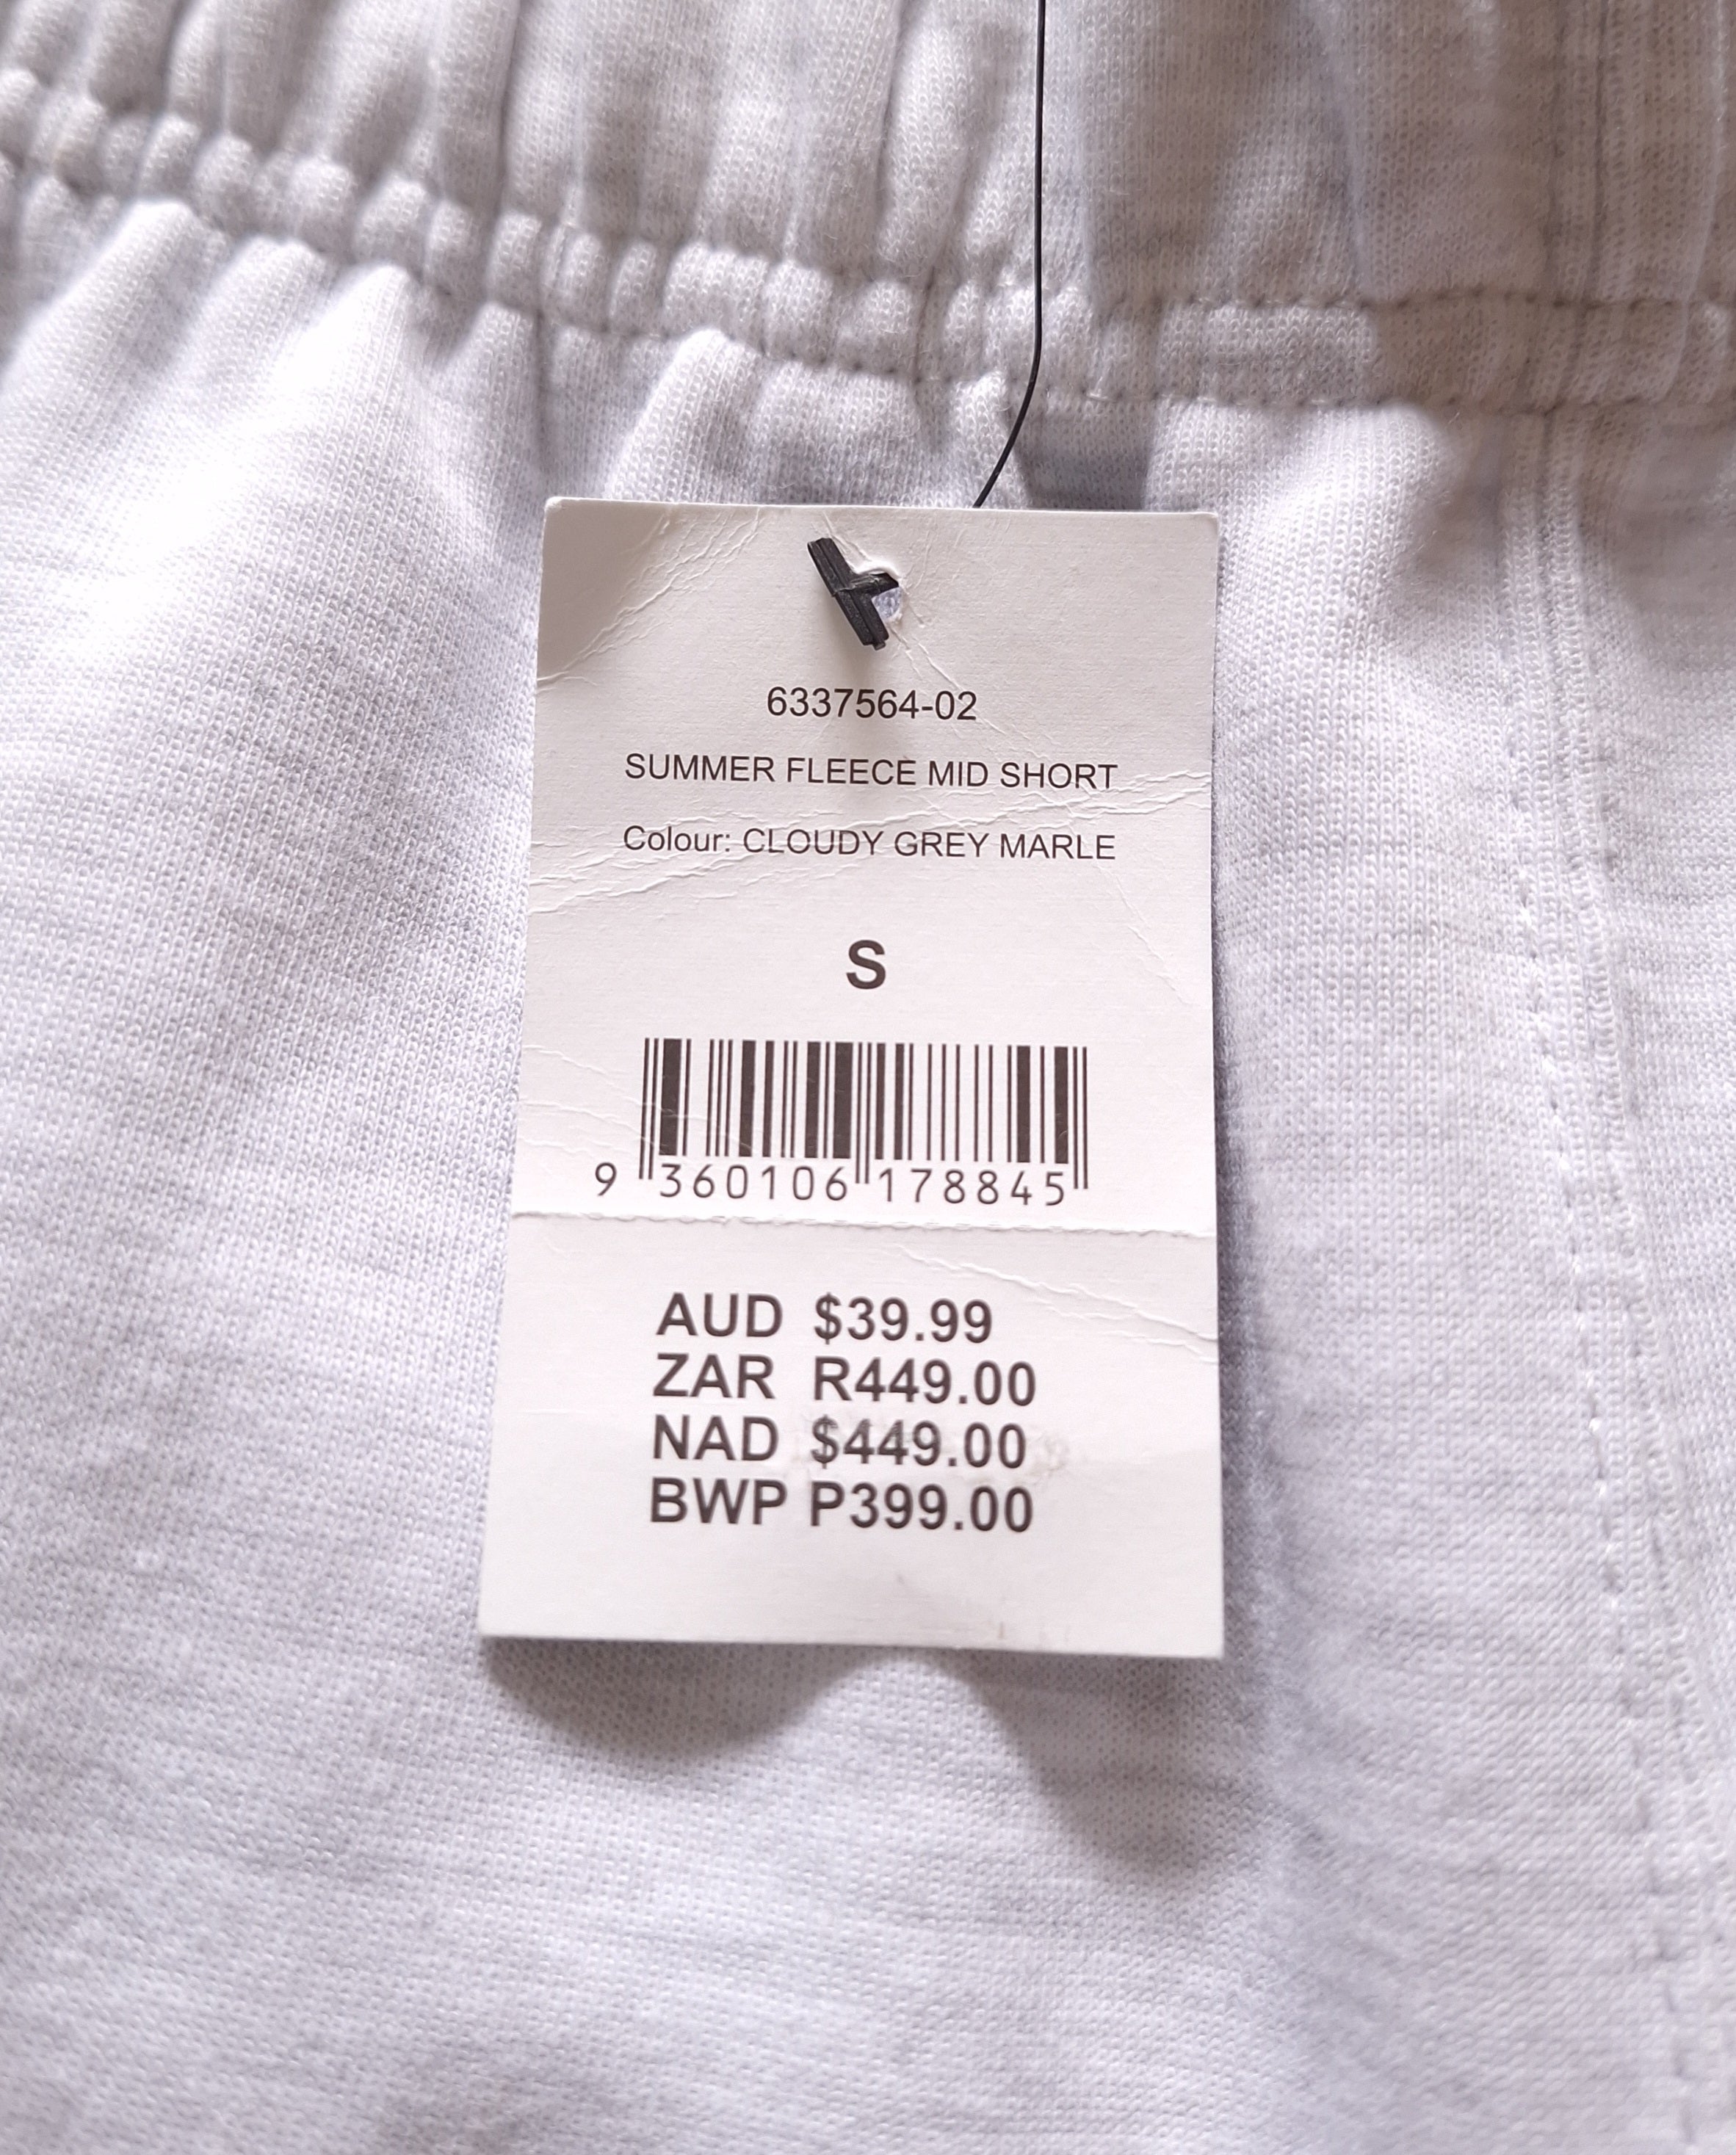 6337564-02
SUMMER FLEECE MID SHORT
Colour: CLOUDY GREY MARLE
S
9 360106 178845
AUD $39.99
ZAR R449.00
NAD $449.00
BWP P399.00